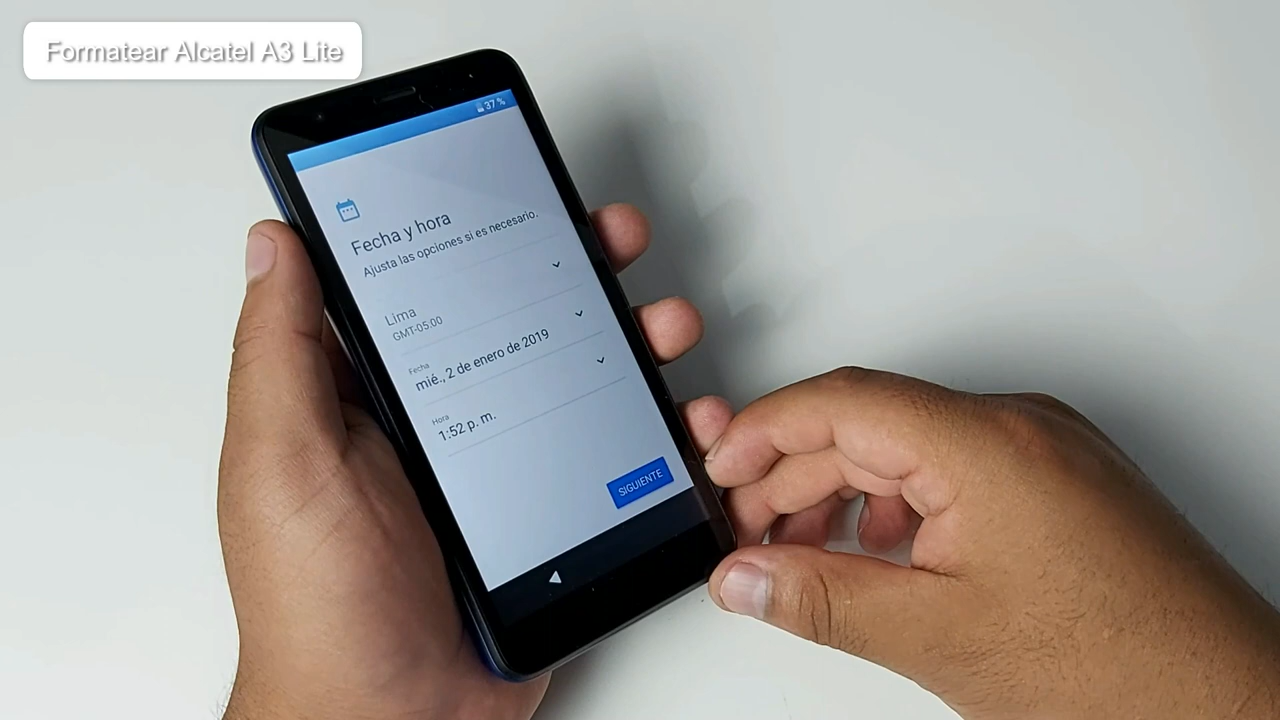 Formatear Alcatel A3 Lite
37 %
Fecha y hora
Ajusta las opciones si es necesario.
Lima
GMT-05:00
Fecha
mié., 2 de enero de 2019
Hora
1:52 p. m.
SIGUIENTE